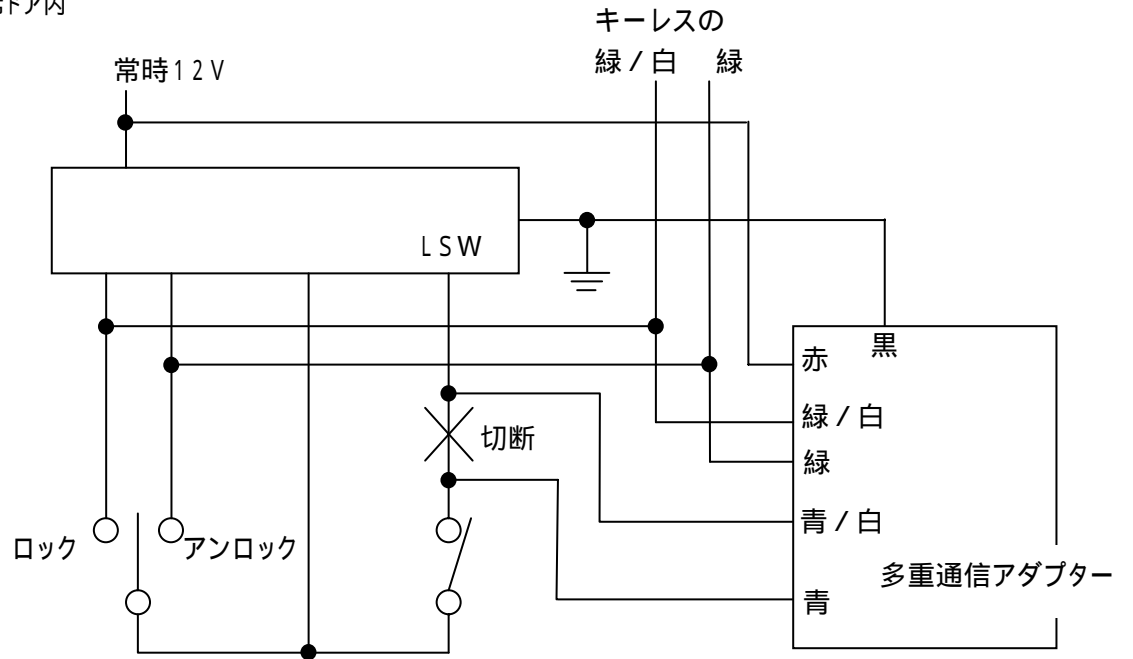 ドア内
キーレスの
緑/白 緑
常時12V
LSW
赤
黒
緑/白
緑
切断
青/白
ロック
アンロック
多重通信アダプター
青